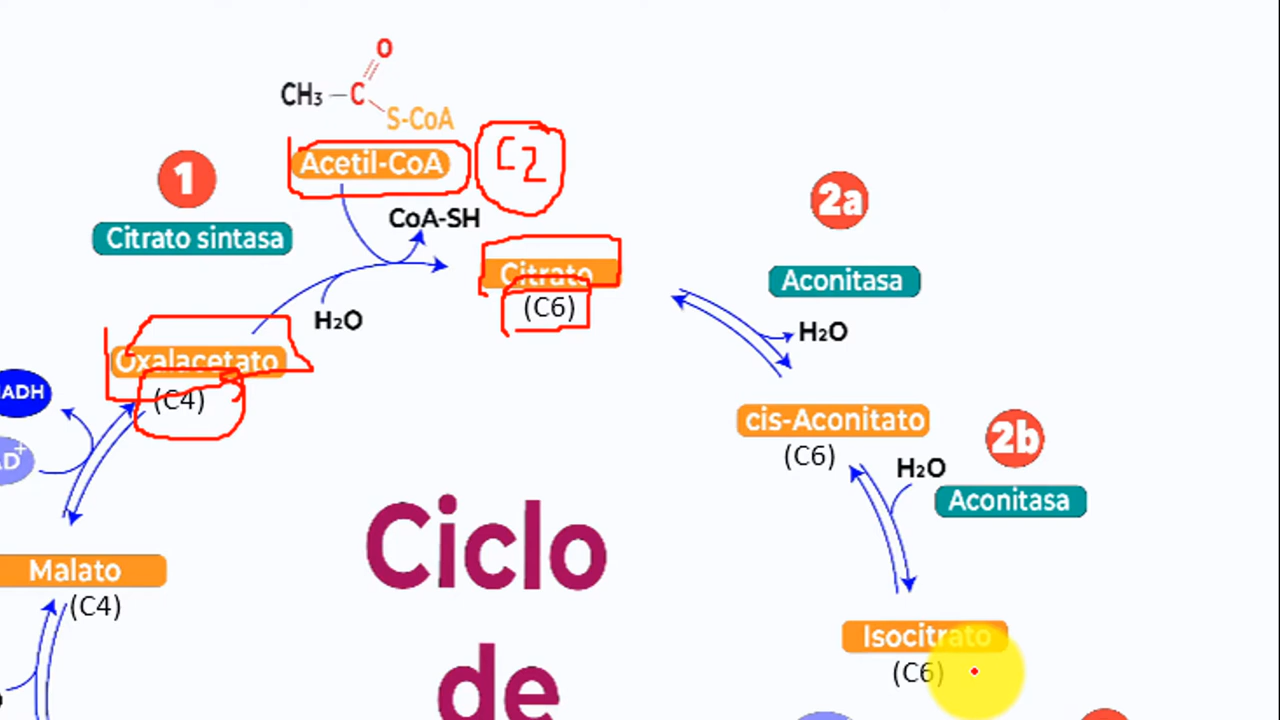 O
CH₃ — C
S-CoA
Acetil-CoA
C2
1
2a
CoA-SH
Citrato sintasa
Citrato
(C6)
Aconitasa
H₂O
H₂O
Oxalacetato
(C4)
cis-Aconitato
(C6)
2b
H₂O
Aconitasa
Ciclo
de
Malato
(C4)
Isocitrato
(C6)